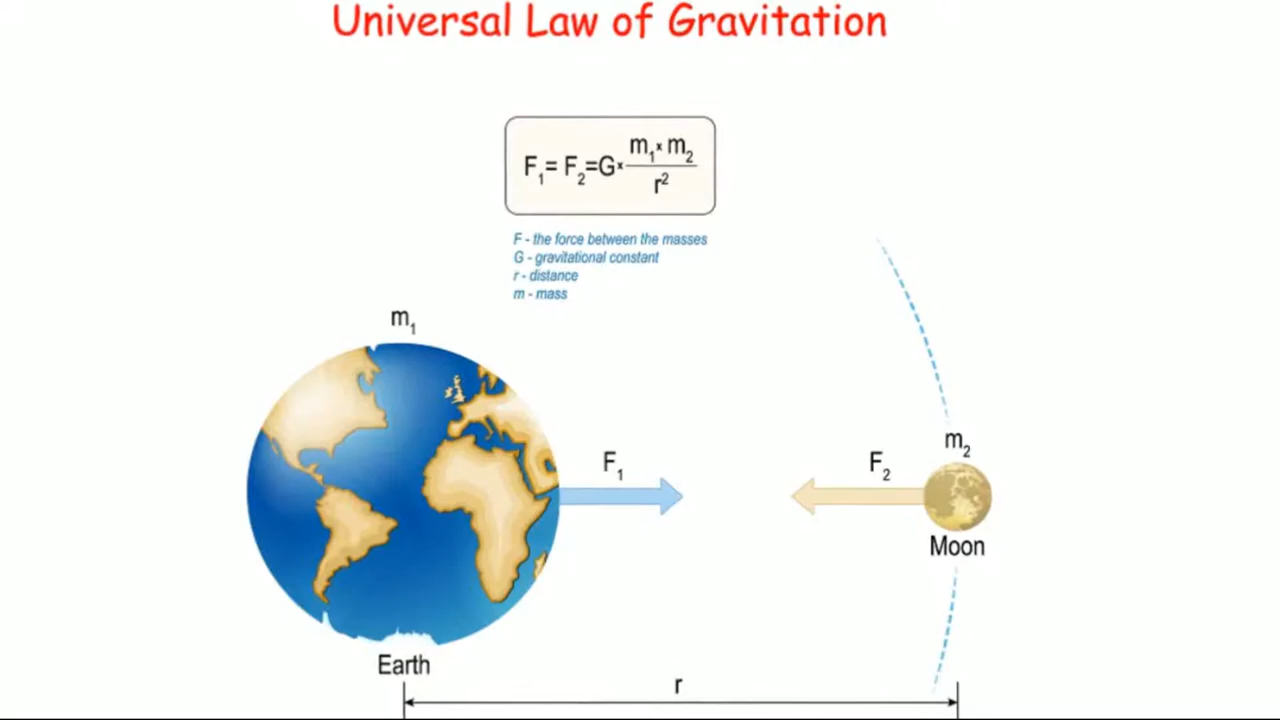 Universal Law of Gravitation
F₁= F₂=G× m₁× m₂ / r²
F - the force between the masses
G - gravitational constant
r - distance
m - mass
m₁
m₂
F₁
F₂
Moon
Earth
r